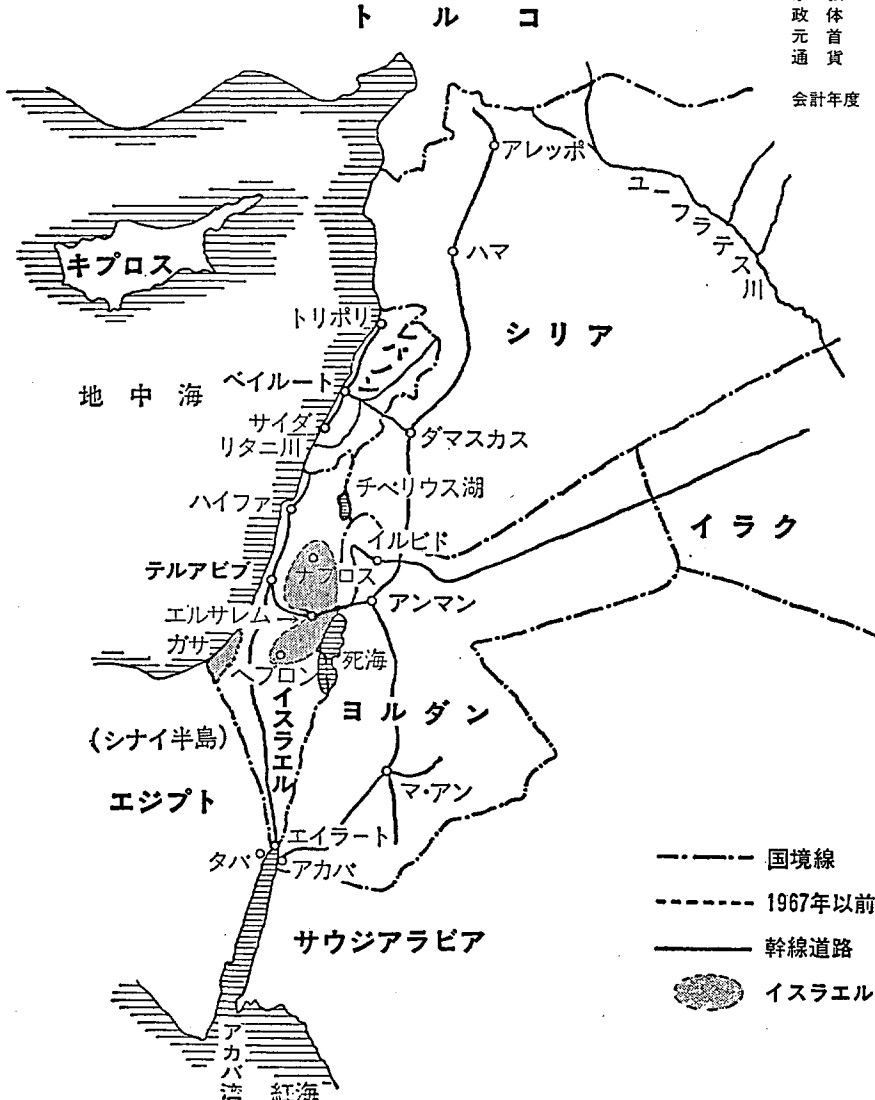 トルコ
政体
元首
通貨
会計年度
アレッポ
ユーフラテス川
ハマ
キプロス
トリポリ
レバノン
シリア
ベイルート
地中海
サイダ
ダマスカス
リタニ川
チベリウス湖
ハイファ
イラク
イルビド
テルアビブ
ナブロス
アンマン
エルサレム
ガサ
死海
ヘブロン
イスラエル
ヨルダン
(シナイ半島)
マ・アン
エジプト
エイラート
タバ
アカバ
国境線
1967年以前
サウジアラビア
幹線道路
イスラエル
アカバ湾
紅海